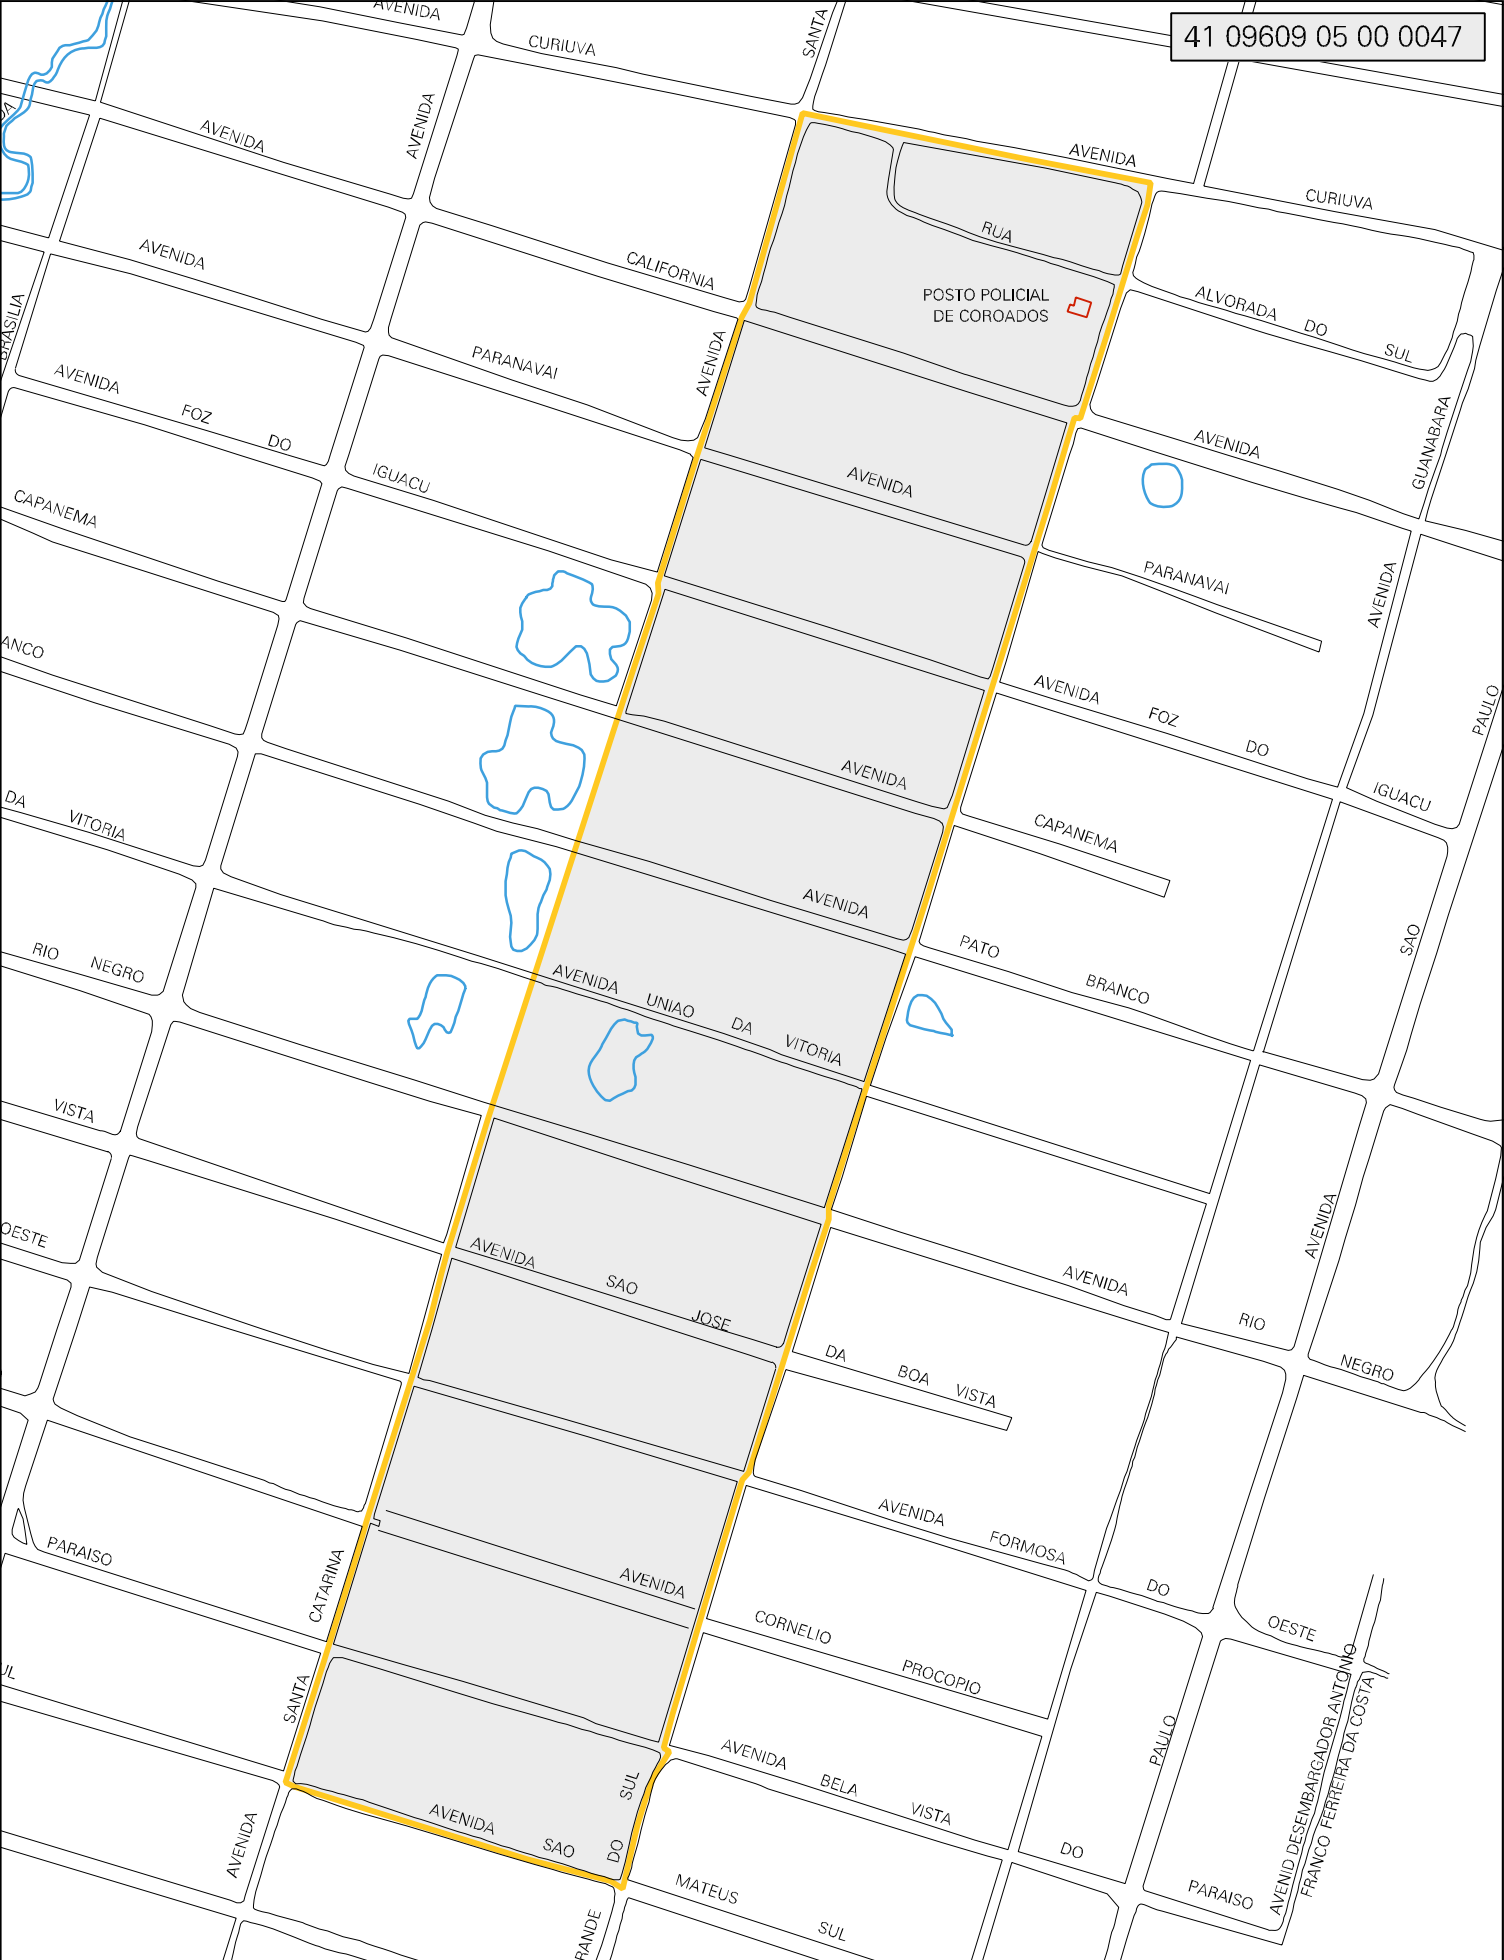 41 09609 05 00 0047
AVENIDA
CURIUVA
SANTA
AVENIDA
AVENIDA
AVENIDA
CURIUVA
RUA
AVENIDA
CALIFORNIA
POSTO POLICIAL
DE COROADOS
ALVORADA DO SUL
BRASILIA
AVENIDA
PARANAVAI
AVENIDA FOZ DO
IGUACU
GUANABARA
AVENIDA
AVENIDA
CAPANEMA
PARANAVAI
AVENIDA
ANCO
AVENIDA FOZ DO
IGUACU
PAULO
AVENIDA
DA VITORIA
CAPANEMA
AVENIDA
SAO
RIO NEGRO
PATO BRANCO
AVENIDA UNIAO DA VITORIA
VISTA
OESTE
AVENIDA SAO JOSE
AVENIDA
AVENIDA
RIO
NEGRO
DA BOA VISTA
PARAISO
CATARINA
AVENIDA
AVENIDA FORMOSA
DO
OESTE
CORNELIO PROCOPIO
SANTA
UL
AVENIDA BELA VISTA
PAULO
SUL
DO
AVENIDA SAO
MATEUS SUL
AVENIDA
RANDE
DO
PARAISO
AVENID DESEMBARGADOR ANTONIO
FRANCO FERREIRA DA COSTA